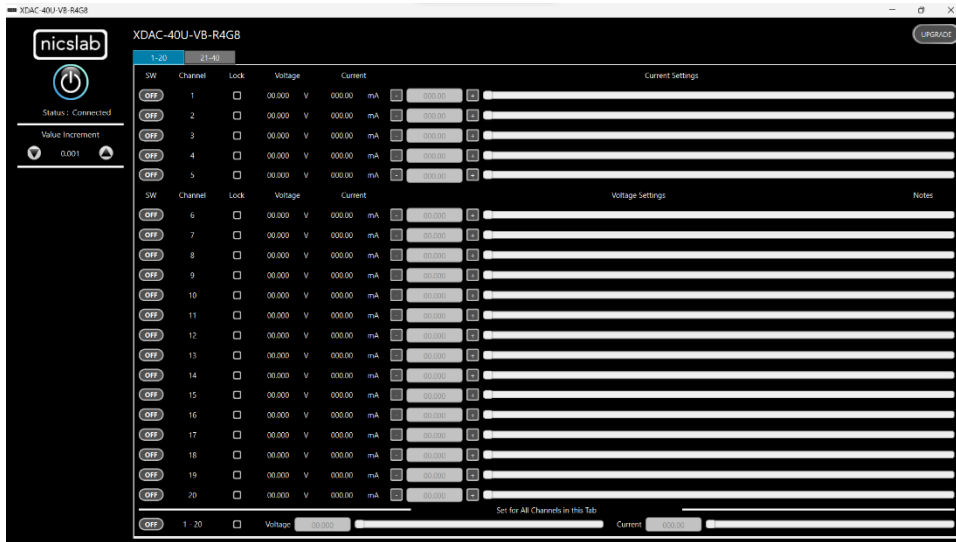 XDAC-40U-VB-R4G8
nicslab
XDAC-40U-VB-R4G8
UPGRADE
1-20 21-40
Status : Connected
Value Increment
0.001
SW Channel Lock Voltage Current Current Settings
OFF 1 00.000 V 000.00 mA - 000.00 +
OFF 2 00.000 V 000.00 mA - 000.00 +
OFF 3 00.000 V 000.00 mA - 000.00 +
OFF 4 00.000 V 000.00 mA - 000.00 +
OFF 5 00.000 V 000.00 mA - 000.00 +
SW Channel Lock Voltage Current Voltage Settings Notes
OFF 6 00.000 V 000.00 mA - 00.000 +
OFF 7 00.000 V 000.00 mA - 00.000 +
OFF 8 00.000 V 000.00 mA - 00.000 +
OFF 9 00.000 V 000.00 mA - 00.000 +
OFF 10 00.000 V 000.00 mA - 00.000 +
OFF 11 00.000 V 000.00 mA - 00.000 +
OFF 12 00.000 V 000.00 mA - 00.000 +
OFF 13 00.000 V 000.00 mA - 00.000 +
OFF 14 00.000 V 000.00 mA - 00.000 +
OFF 15 00.000 V 000.00 mA - 00.000 +
OFF 16 00.000 V 000.00 mA - 00.000 +
OFF 17 00.000 V 000.00 mA - 00.000 +
OFF 18 00.000 V 000.00 mA - 00.000 +
OFF 19 00.000 V 000.00 mA - 00.000 +
OFF 20 00.000 V 000.00 mA - 00.000 +
Set for All Channels in this Tab
OFF 1 - 20 Voltage 00.000 Current 000.00